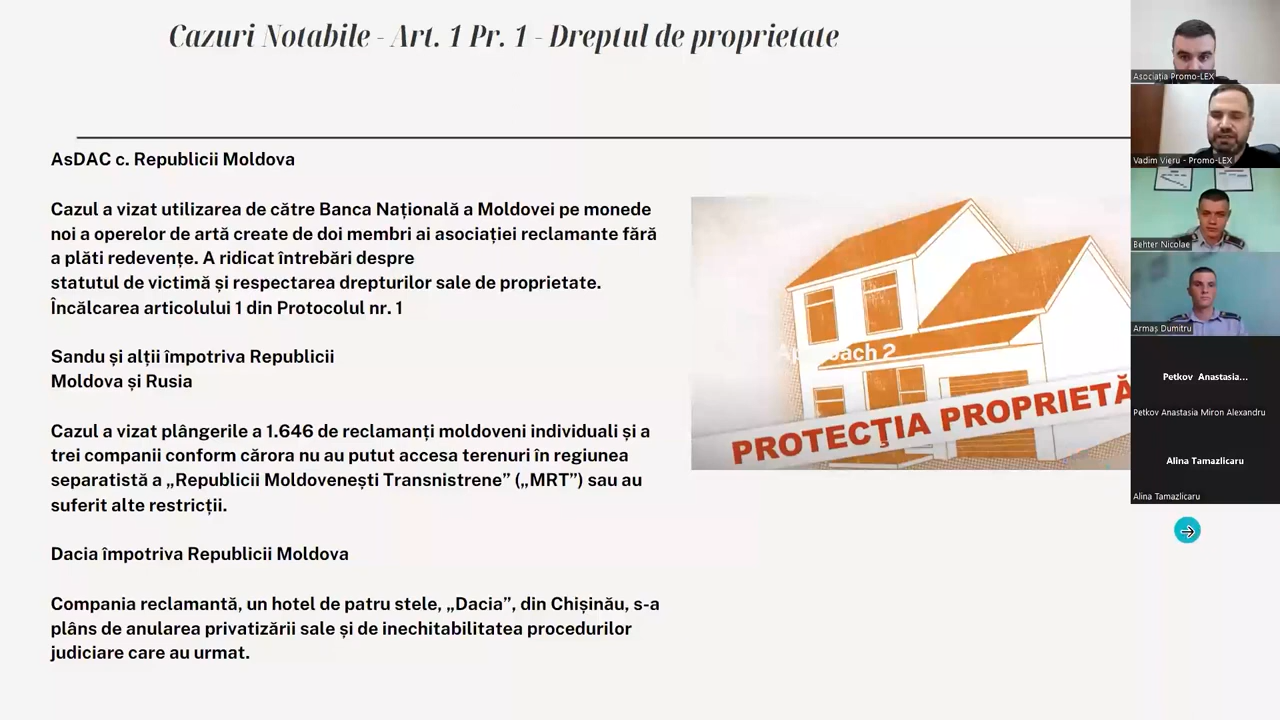 Cazuri Notabile - Art. 1 Pr. 1 - Dreptul de proprietate
AsDAC c. Republicii Moldova
Cazul a vizat utilizarea de către Banca Națională a Moldovei pe monede
noi a operelor de artă create de doi membri ai asociației reclamante fără
a plăti redevențe. A ridicat întrebări despre
statutul de victimă și respectarea drepturilor sale de proprietate.
Încălcarea articolului 1 din Protocolul nr. 1
Sandu și alții împotriva Republicii
Moldova și Rusia
Cazul a vizat plângerile a 1.646 de reclamanți moldoveni individuali și a
trei companii conform cărora nu au putut accesa terenuri în regiunea
separatistă a „Republicii Moldovenești Transnistrene” („MRT”) sau au
suferit alte restricții.
Dacia împotriva Republicii Moldova
Compania reclamantă, un hotel de patru stele, „Dacia”, din Chișinău, s-a
plâns de anularea privatizării sale și de inechitabilitatea procedurilor
judiciare care au urmat.
Approach 2
PROTECȚIA PROPRIETĂ
Asociația Promo-LEX
Vadim Vieru - Promo-LEX
Behter Nicolae
Armaș Dumitru
Petkov Anastasia...
Petkov Anastasia Miron Alexandru
Alina Tamazlicaru
Alina Tamazlicaru